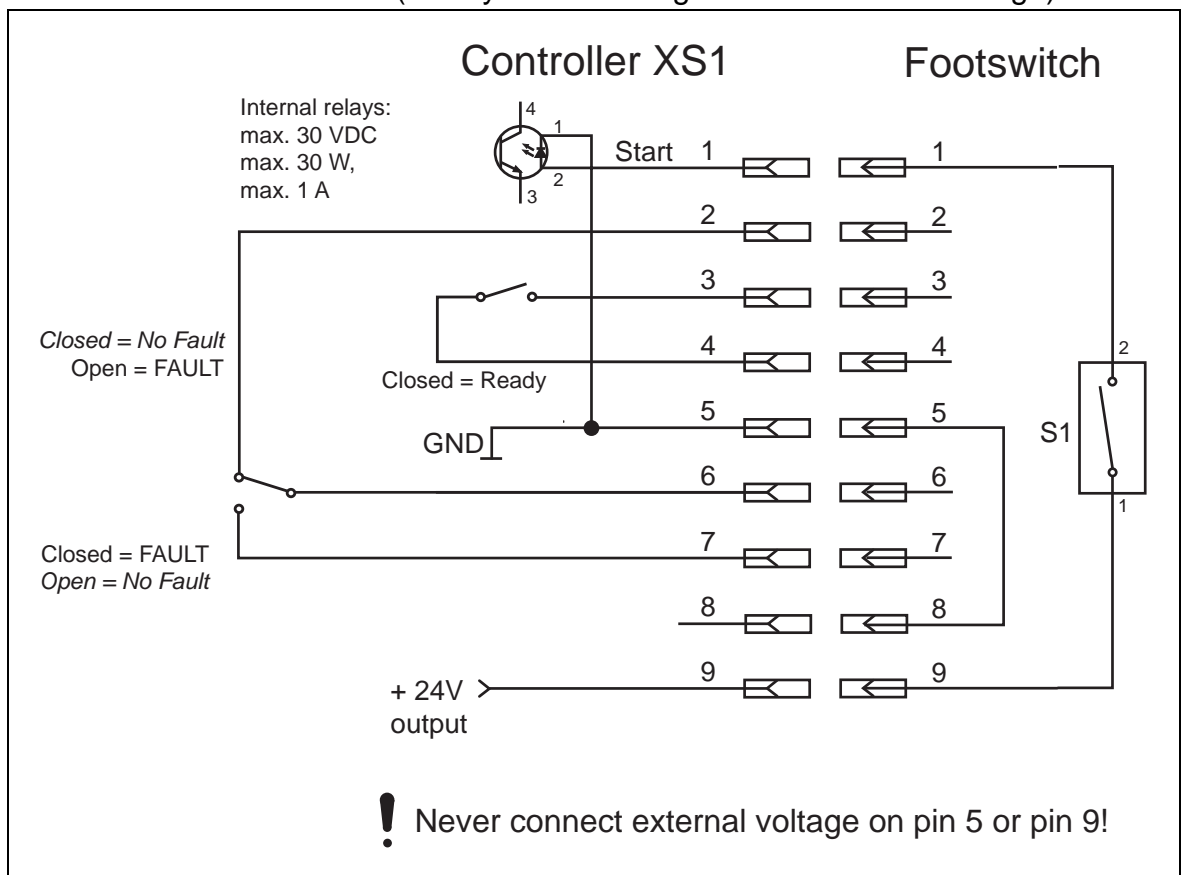 Controller XS1
Footswitch
Internal relays:
max. 30 VDC
max. 30 W,
max. 1 A
4
1
2
3
Start 1
1
2
2
3
3
4
4
Closed = No Fault
Open = FAULT
Closed = Ready
2
S1
1
5
5
GND
6
6
7
7
Closed = FAULT
Open = No Fault
8
8
9
9
+ 24V
output
! Never connect external voltage on pin 5 or pin 9!